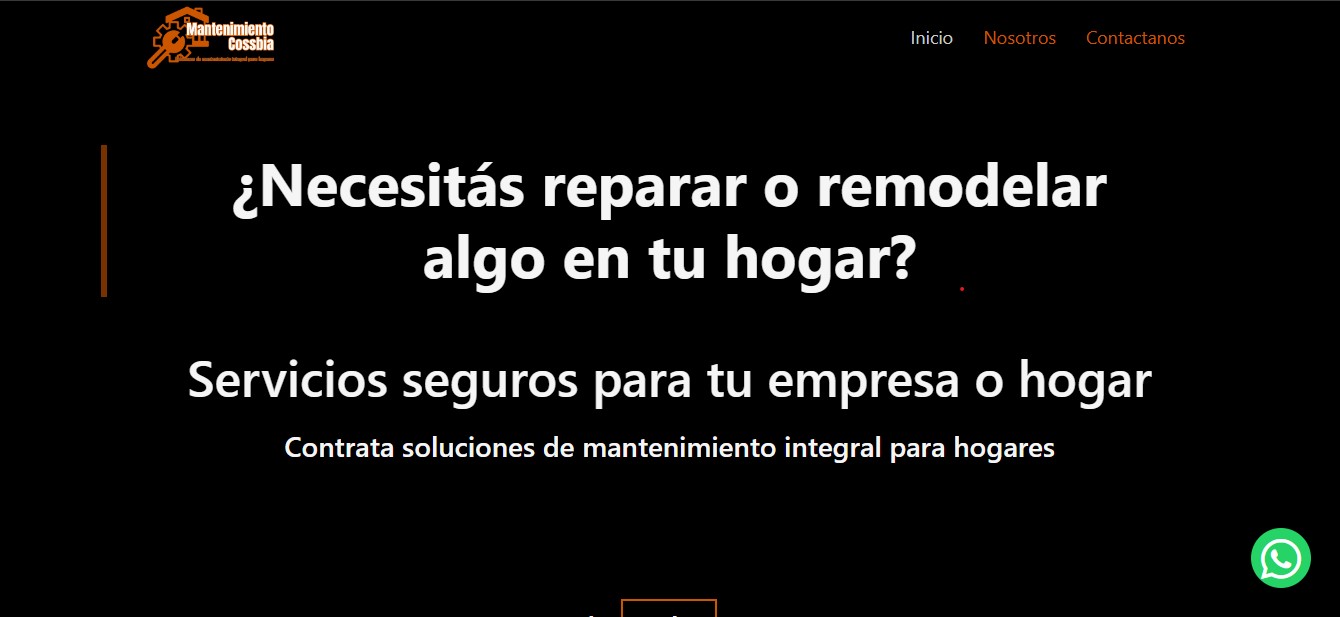 Mantenimiento
Cossbia
Inicio
Nosotros
Contactanos
¿Necesitás reparar o remodelar
algo en tu hogar?
Servicios seguros para tu empresa o hogar
Contrata soluciones de mantenimiento integral para hogares